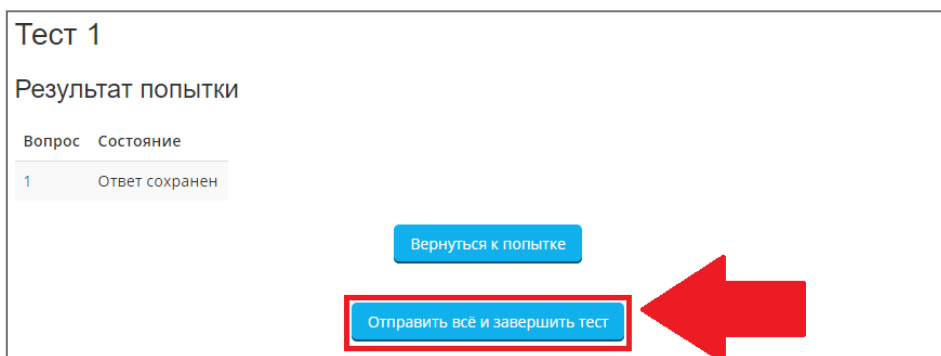 Тест 1
Результат попытки
Вопрос Состояние
1 Ответ сохранен
Вернуться к попытке
Отправить всё и завершить тест